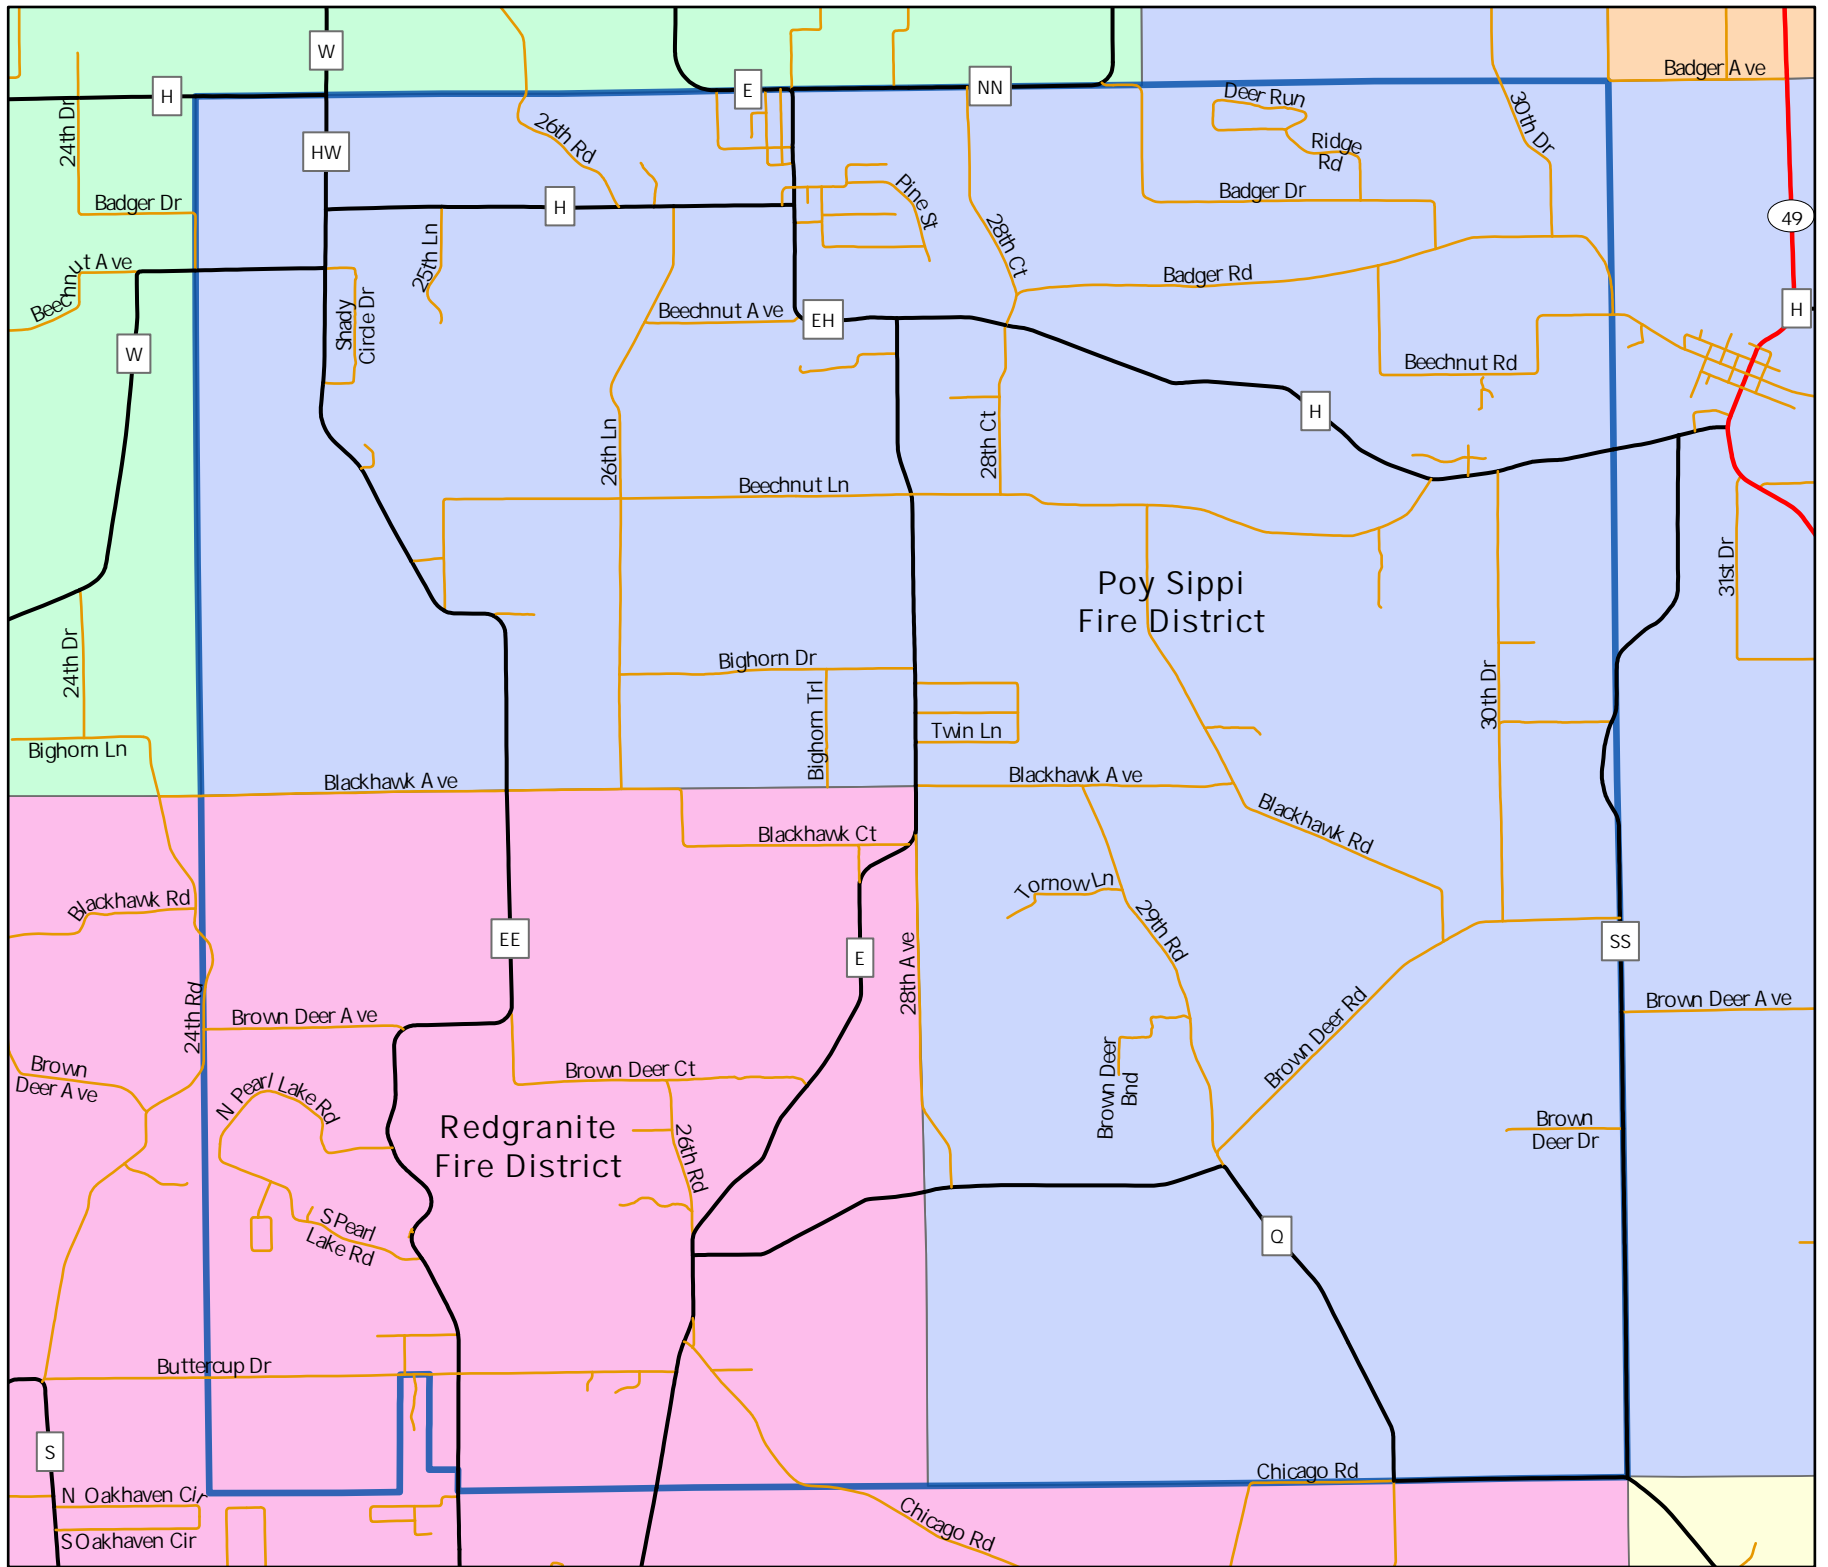 W
Badger Ave
H
E
NN
Deer Run
24th Dr
26th Rd
30th Dr
HW
Ridge
Rd
Badger Dr
H
Pine St
Badger Dr
49
25th Ln
28th Ct
Beechnut Ave
Badger Rd
Shady
Circle Dr
Beechnut Ave
EH
H
W
Beechnut Rd
H
26th Ln
28th Ct
Beechnut Ln
31st Dr
Poy Sippi
Fire District
24th Dr
Bighorn Dr
Bighorn Trl
30th Dr
Twin Ln
Bighorn Ln
Blackhawk Ave
Blackhawk Ave
Blackhawk Ct
Blackhawk Rd
Tornow Ln
Blackhawk Rd
29th Rd
EE
E
28th Ave
SS
24th Rd
Brown Deer Ave
Brown Deer Ave
Brown Deer Rd
Brown
Deer Ave
Brown Deer Ct
Brown Deer
Bnd
N Pearl Lake Rd
Redgranite
Fire District
26th Rd
Brown
Deer Dr
S Pearl
Lake Rd
Q
Buttercup Dr
S
Chicago Rd
N Oakhaven Cir
Chicago Rd
S Oakhaven Cir